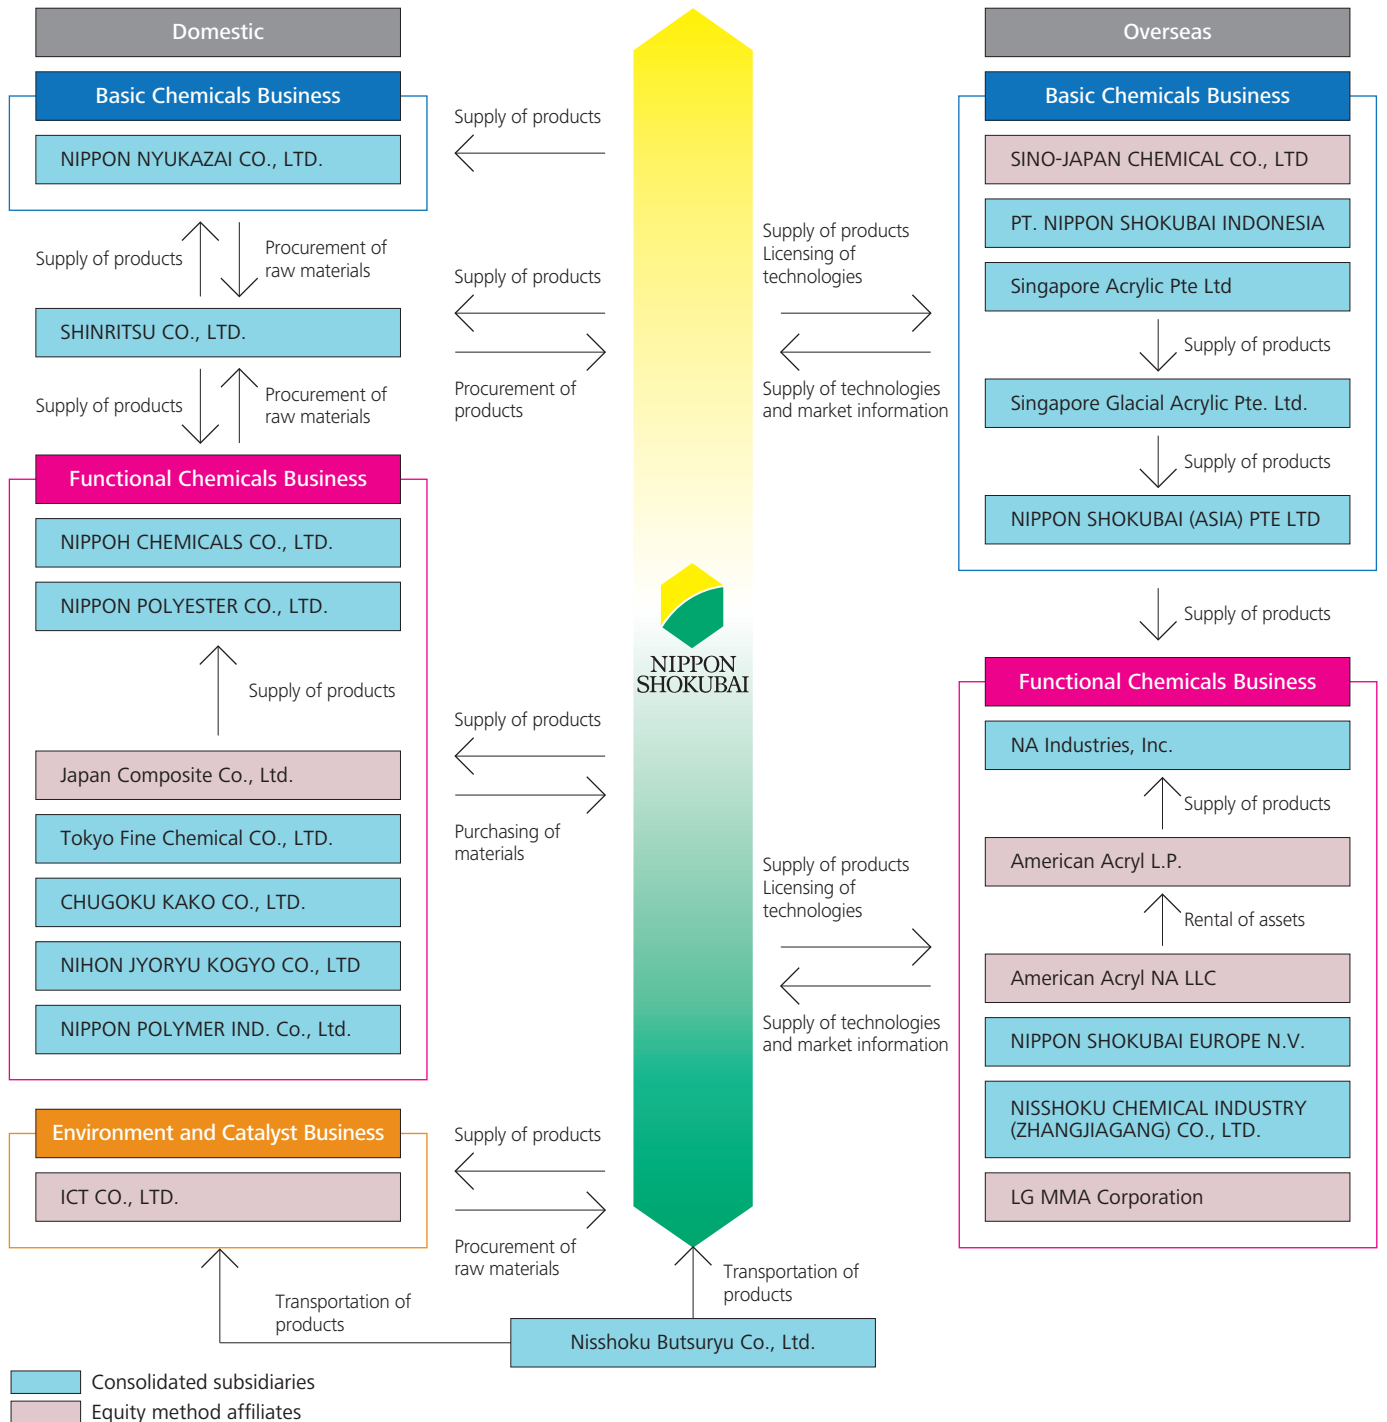 Domestic
Basic Chemicals Business
NIPPON NYUKAZAI CO., LTD.
Supply of products
Procurement of
raw materials
SHINRITSU CO., LTD.
Supply of products
Procurement of
raw materials
Functional Chemicals Business
NIPPOH CHEMICALS CO., LTD.
NIPPON POLYESTER CO., LTD.
Supply of products
Japan Composite Co., Ltd.
Tokyo Fine Chemical CO., LTD.
CHUGOKU KAKO CO., LTD.
NIHON JYORYU KOGYO CO., LTD
NIPPON POLYMER IND. Co., Ltd.
Environment and Catalyst Business
ICT CO., LTD.
Transportation of
products
Supply of products
Supply of products
Procurement of
products
Supply of products
Purchasing of
materials
Supply of products
Procurement of
raw materials
NIPPON
SHOKUBAI
Transportation of
products
Nisshoku Butsuryu Co., Ltd.
Supply of products
Licensing of
technologies
Supply of technologies
and market information
Supply of products
Licensing of
technologies
Supply of technologies
and market information
Overseas
Basic Chemicals Business
SINO-JAPAN CHEMICAL CO., LTD
PT. NIPPON SHOKUBAI INDONESIA
Singapore Acrylic Pte Ltd
Supply of products
Singapore Glacial Acrylic Pte. Ltd.
Supply of products
NIPPON SHOKUBAI (ASIA) PTE LTD
Supply of products
Functional Chemicals Business
NA Industries, Inc.
Supply of products
American Acryl L.P.
Rental of assets
American Acryl NA LLC
NIPPON SHOKUBAI EUROPE N.V.
NISSHOKU CHEMICAL INDUSTRY
(ZHANGJIAGANG) CO., LTD.
LG MMA Corporation
Consolidated subsidiaries
Equity method affiliates